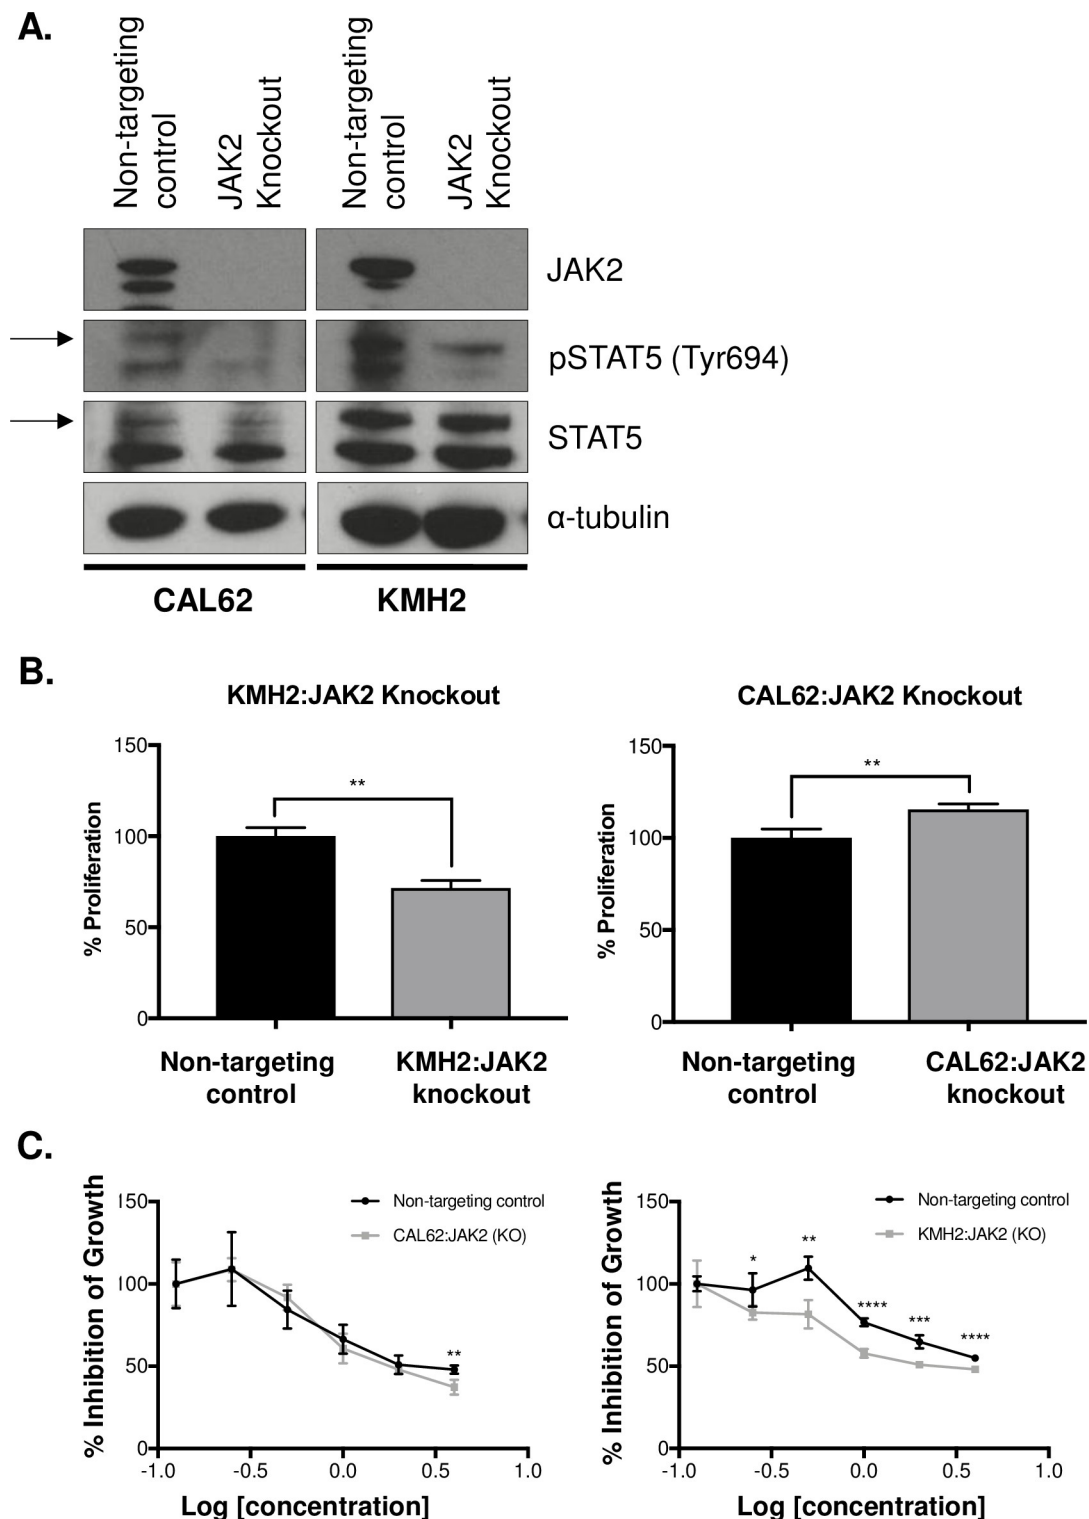 A.
Non-targeting
control
JAK2
Knockout
Non-targeting
control
JAK2
Knockout
JAK2
pSTAT5 (Tyr694)
STAT5
α-tubulin
CAL62
KMH2
B.
KMH2:JAK2 Knockout
% Proliferation
150
100
50
0
**
Non-targeting
control
KMH2:JAK2
knockout
CAL62:JAK2 Knockout
% Proliferation
150
100
50
0
**
Non-targeting
control
CAL62:JAK2
knockout
C.
% Inhibition of Growth
150
100
50
0
Non-targeting control
CAL62:JAK2 (KO)
**
-1.0 -0.5 0.0 0.5 1.0
Log [concentration]
% Inhibition of Growth
150
100
50
0
Non-targeting control
KMH2:JAK2 (KO)
* ** **** *** ****
-1.0 -0.5 0.0 0.5 1.0
Log [concentration]